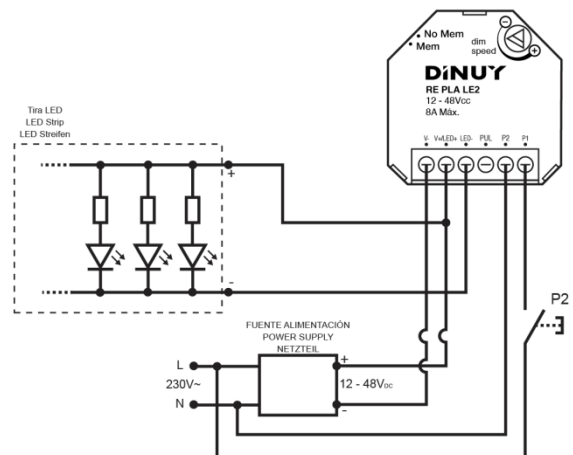 No Mem
Mem
dim
speed
-
+
DINUY
RE PLA LE2
12 - 48Vcc
8A Máx.
V- V+/LED+ LED- PUL P2 P1
Tira LED
LED Strip
LED Streifen
+
-
P2
FUENTE ALIMENTACIÓN
POWER SUPPLY
NETZTEIL
L
230V~
N
+
12 - 48VDC
-